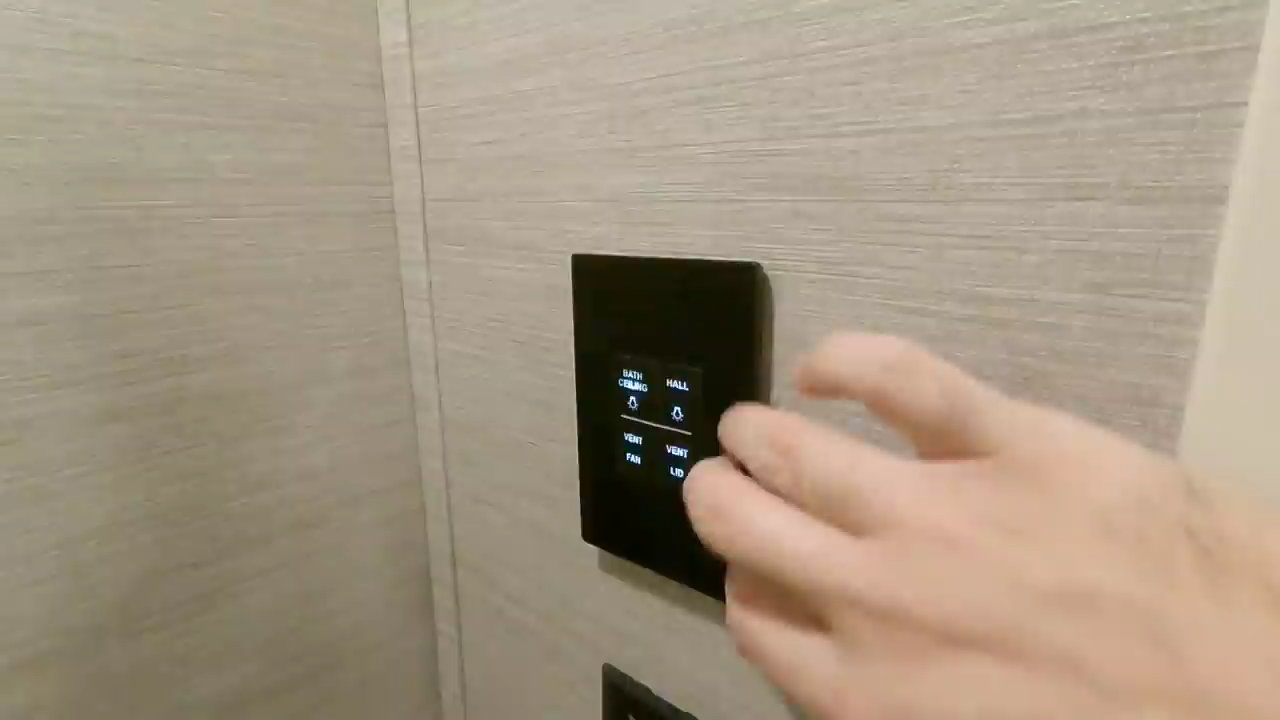 BATH
CEILING
HALL
VENT
FAN
VENT
LID